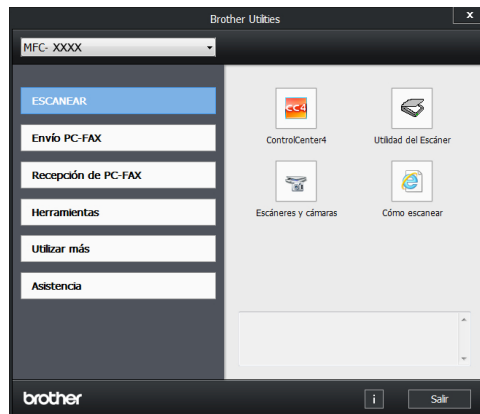 Brother Utilities
x
MFC- XXXX
ESCANEAR
Envío PC-FAX
Recepción de PC-FAX
Herramientas
Utilizar más
Asistencia
CC4
ControlCenter4
Utilidad del Escáner
Escáneres y cámaras
Cómo escanear
brother
i
Salir